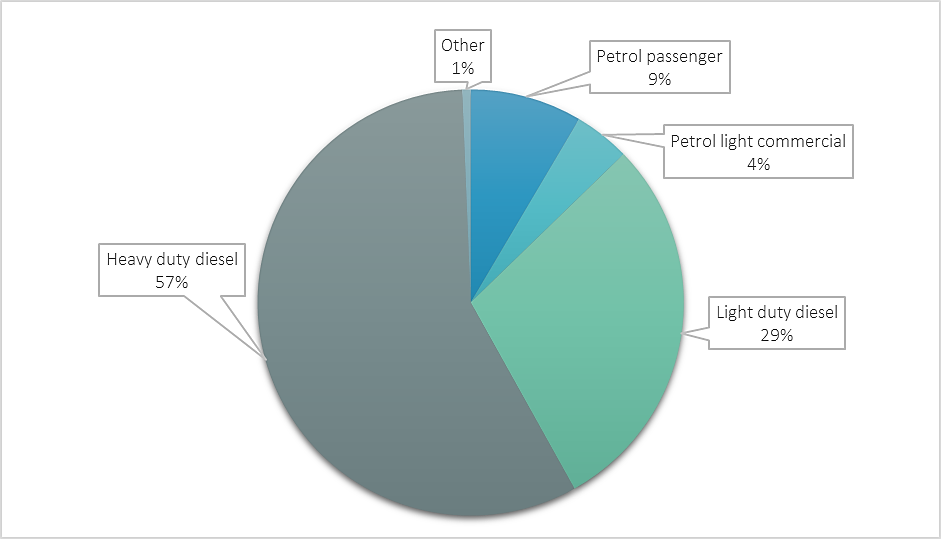 Other
1%
Petrol passenger
9%
Petrol light commercial
4%
Heavy duty diesel
57%
Light duty diesel
29%